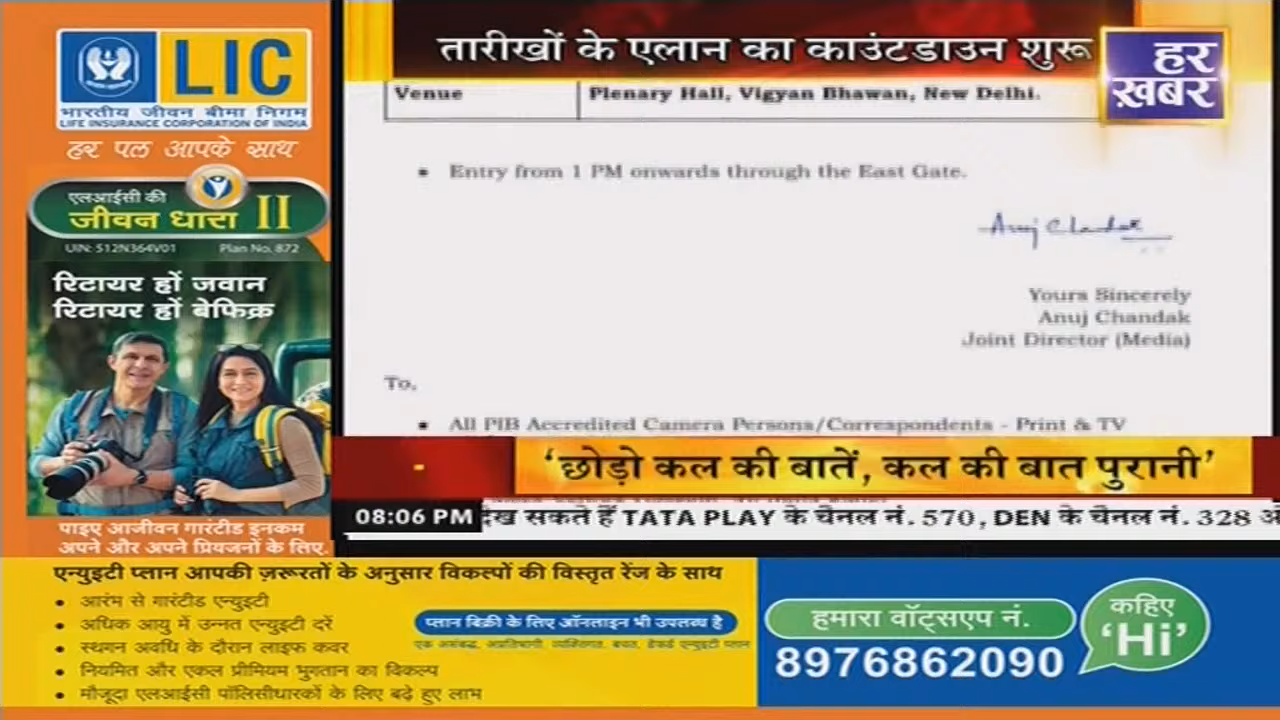 LIC
भारतीय जीवन बीमा निगम
LIFE INSURANCE CORPORATION OF INDIA
हर पल आपके साथ
एलआईसी की
जीवन धारा II
UIN: 512N364V01 Plan No. 872
रिटायर हों जवान
रिटायर हों बेफिक्र
पाइए आजीवन गारंटीड इनकम
अपने और अपने प्रियजनों के लिए.
तारीखों के एलान का काउंटडाउन शुरू
हर
ख़बर
Venue Plenary Hall, Vigyan Bhawan, New Delhi.
• Entry from 1 PM onwards through the East Gate.
Anuj Chandak
Yours Sincerely
Anuj Chandak
Joint Director (Media)
To,
• All PIB Accredited Camera Persons/Correspondents - Print & TV
‘छोड़ो कल की बातें, कल की बात पुरानी’
08:06 PM देख सकते हैं TATA PLAY के चेनल नं. 570, DEN के चेनल नं. 328
एन्युइटी प्लान आपकी ज़रूरतों के अनुसार विकल्पों की विस्तृत रेंज के साथ
• आरंभ से गारंटीड एन्युइटी
• अधिक आयु में उन्नत एन्युइटी दरें
• स्थगन अवधि के दौरान लाइफ कवर
• नियमित और एकल प्रीमियम भुगतान का विकल्प
• मौजूदा एलआईसी पॉलिसीधारकों के लिए बढ़े हुए लाभ
प्लान बिक्री के लिए ऑनलाइन भी उपलब्ध है
हमारा वॉट्सएप नं.
8976862090
कहिए
‘Hi’